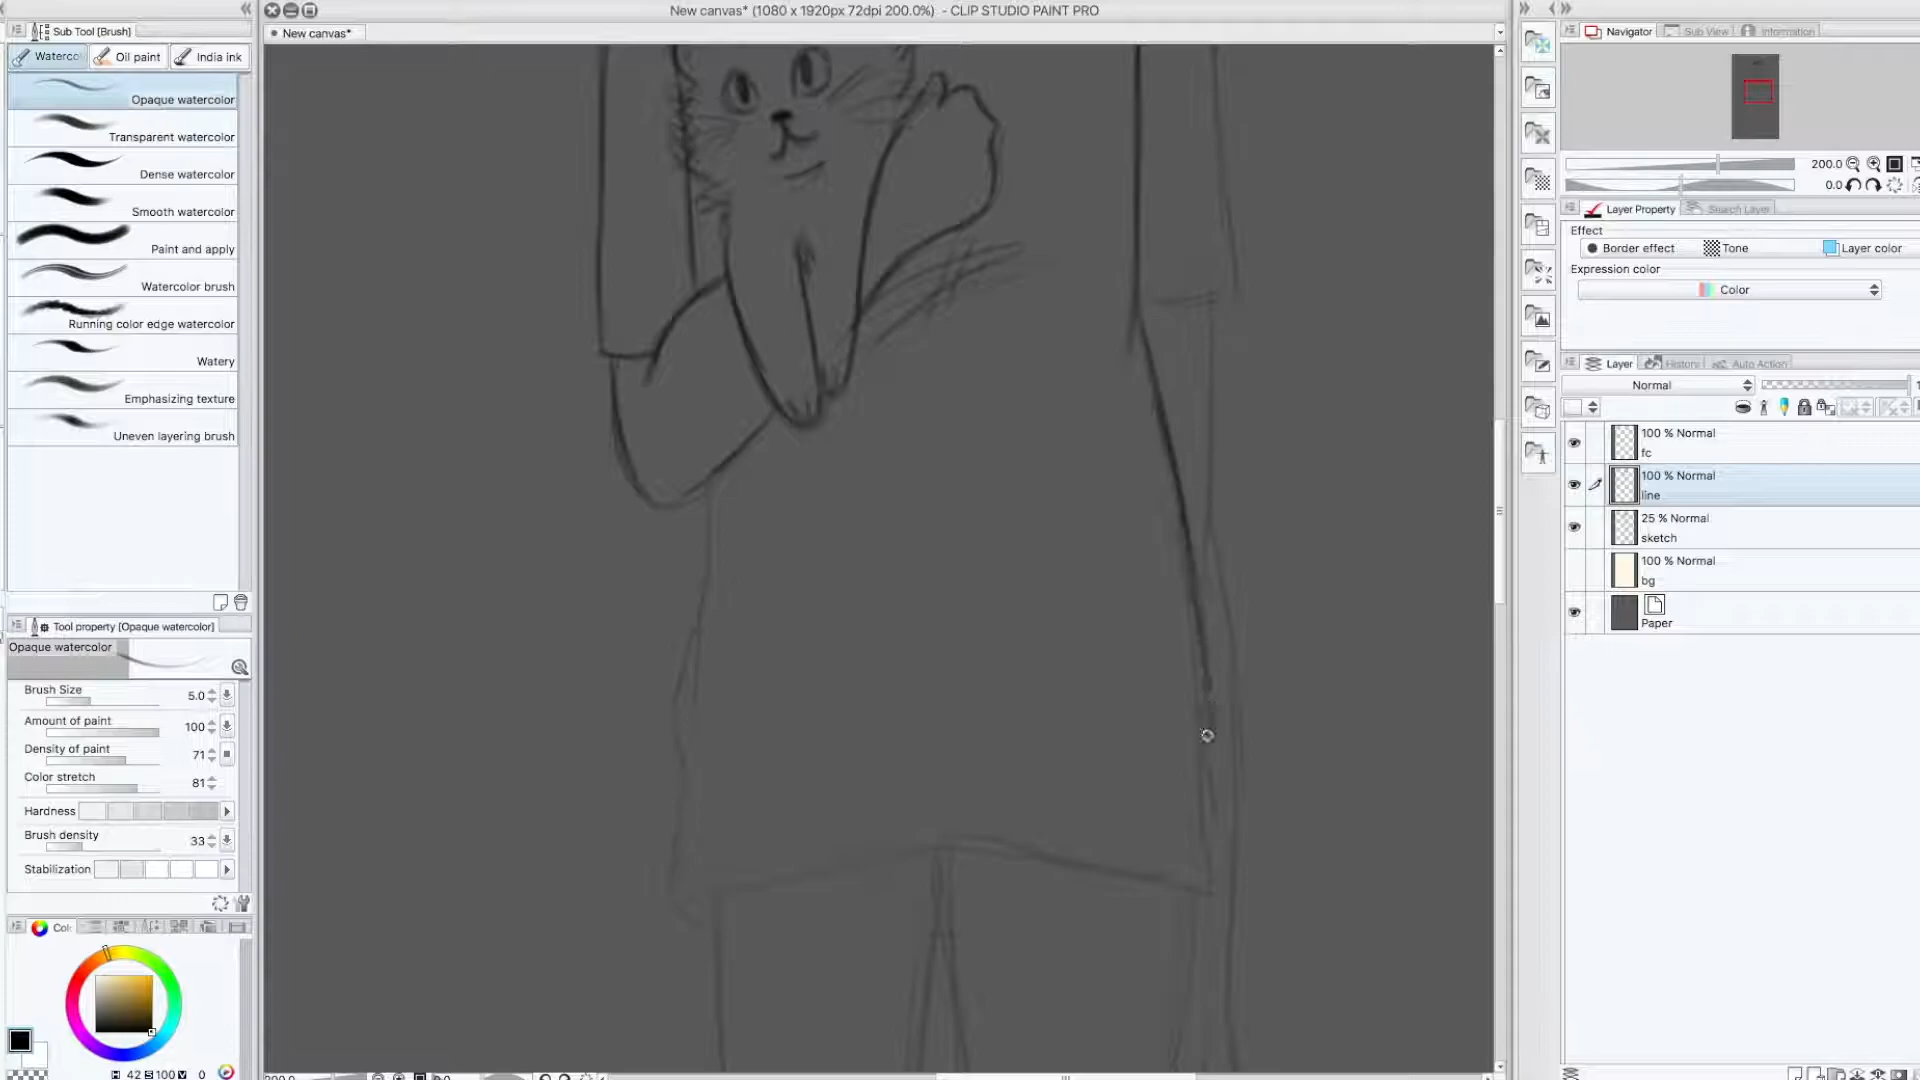 New canvas* (1080 x 1920px 72dpi 200.0%) - CLIP STUDIO PAINT PRO
Sub Tool [Brush]
New canvas*
Waterco Oil paint India ink
Opaque watercolor
Transparent watercolor
Dense watercolor
Smooth watercolor
Paint and apply
Watercolor brush
Running color edge watercolor
Watery
Emphasizing texture
Uneven layering brush
Tool property [Opaque watercolor]
Opaque watercolor
Brush Size 5.0
Amount of paint 100
Density of paint 71
Color stretch 81
Hardness
Brush density 33
Stabilization
Col
H 42 S 100 V 0
Navigator Sub View Information
200.0
0.0
Layer Property Search Layer
Effect
Border effect Tone Layer color
Expression color
Color
Layer History Auto Action
Normal 1
100 % Normal
fc
100 % Normal
line
25 % Normal
sketch
100 % Normal
bg
Paper